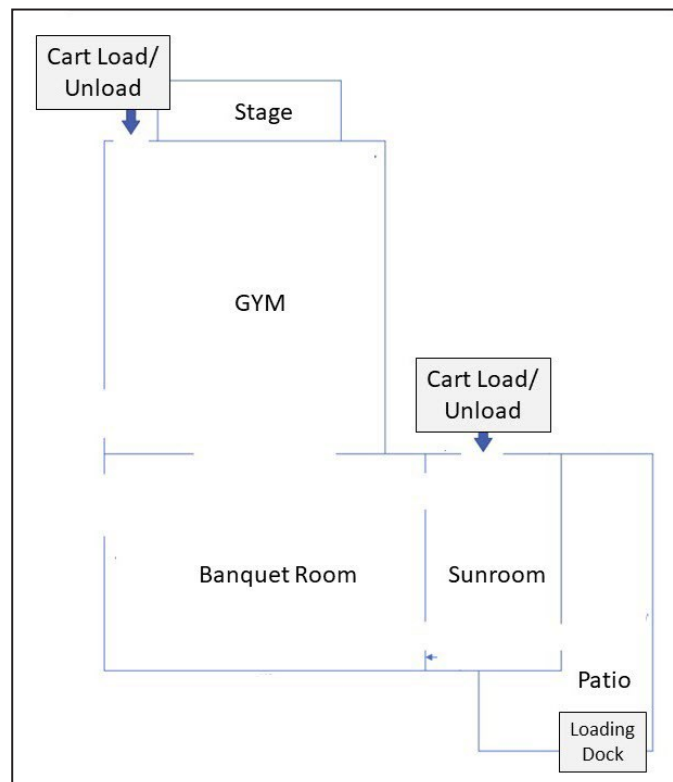 Cart Load/
Unload
Stage
GYM
Cart Load/
Unload
Banquet Room
Sunroom
Patio
Loading
Dock